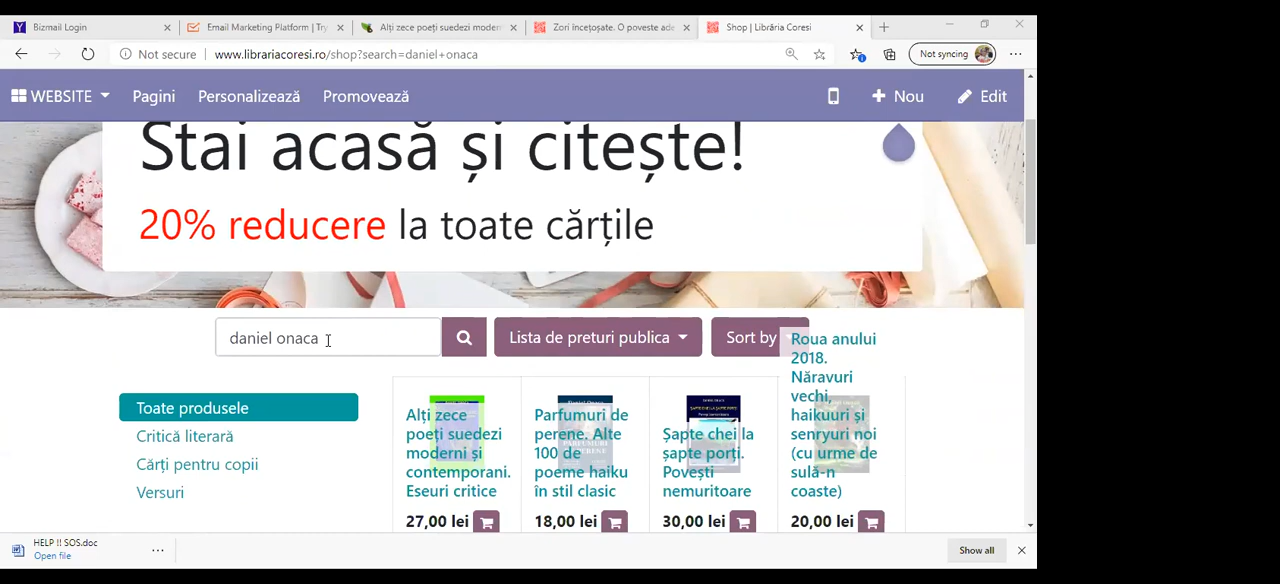 Bizmail Login
Email Marketing Platform | Try
Alți zece poeți suedezi modern
Zori încețoșate. O poveste ade
Shop | Librăria Coresi
Not secure www.librariacoresi.ro/shop?search=daniel+onaca
Not syncing
WEBSITE Pagini Personalizează Promovează Nou Edit
Stai acasă și citește!
20% reducere la toate cărțile
daniel onaca
Lista de preturi publica
Sort by
Toate produsele
Critică literară
Cărți pentru copii
Versuri
Alți zece
poeți suedezi
moderni și
contemporani.
Eseuri critice
27,00 lei
Parfumuri de
perene. Alte
100 de
poeme haiku
în stil clasic
18,00 lei
Șapte chei la
șapte porți.
Povești
nemuritoare
30,00 lei
Roua anului
2018.
Năravuri
vechi,
haikuuri și
senryuri noi
(cu urme de
sulă-n
coaste)
20,00 lei
HELP !! SOS.doc
Open file
Show all